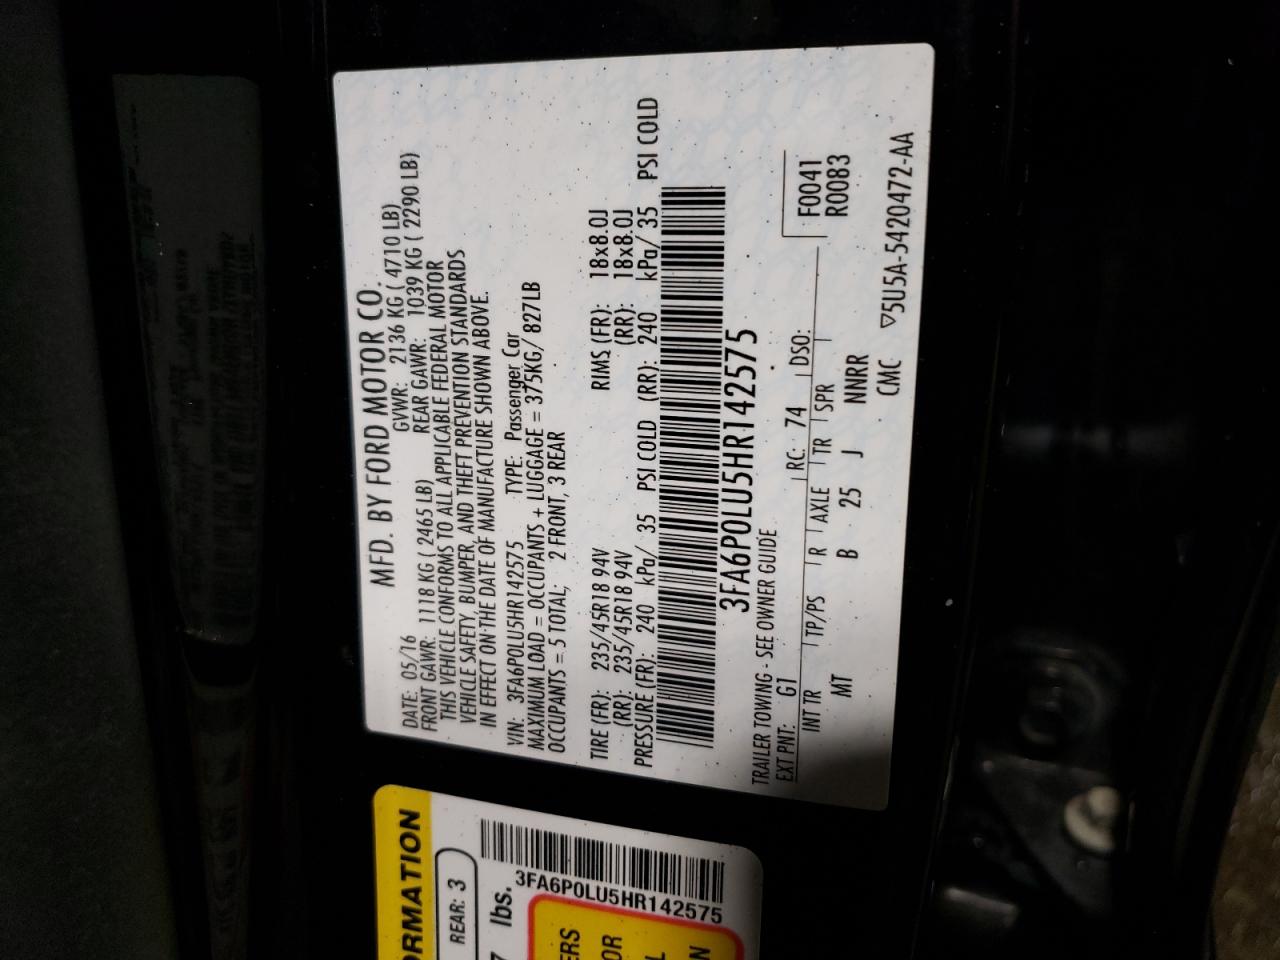 MFD. BY FORD MOTOR CO.
DATE: 05/16 GVWR: 2136 KG ( 4710 LB)
FRONT GAWR: 1118 KG ( 2465 LB) REAR GAWR: 1039 KG ( 2290 LB)
THIS VEHICLE CONFORMS TO ALL APPLICABLE FEDERAL MOTOR
VEHICLE SAFETY, BUMPER, AND THEFT PREVENTION STANDARDS
IN EFFECT ON THE DATE OF MANUFACTURE SHOWN ABOVE.
VIN: 3FA6P0LU5HR142575 TYPE: Passenger Car
MAXIMUM LOAD = OCCUPANTS + LUGGAGE = 375KG/ 827LB
OCCUPANTS = 5 TOTAL; 2 FRONT, 3 REAR
TIRE (FR): 235/45R18 94V RIMS (FR): 18x8.0J
(RR): 235/45R18 94V (RR): 18x8.0J
PRESSURE (FR): 240 kPa/ 35 PSI COLD (RR): 240 kPa/ 35 PSI COLD
3FA6P0LU5HR142575
TRAILER TOWING - SEE OWNER GUIDE
EXT PNT: G1 RC: 74 DSO: F0041
INT TR TP/PS R AXLE TR SPR R0083
MT B 25 J NNRR
CMC ▽5U5A-5420472-AA
ORMATION
REAR: 3
7 lbs.
3FA6P0LU5HR142575
ERS
OR
L
N